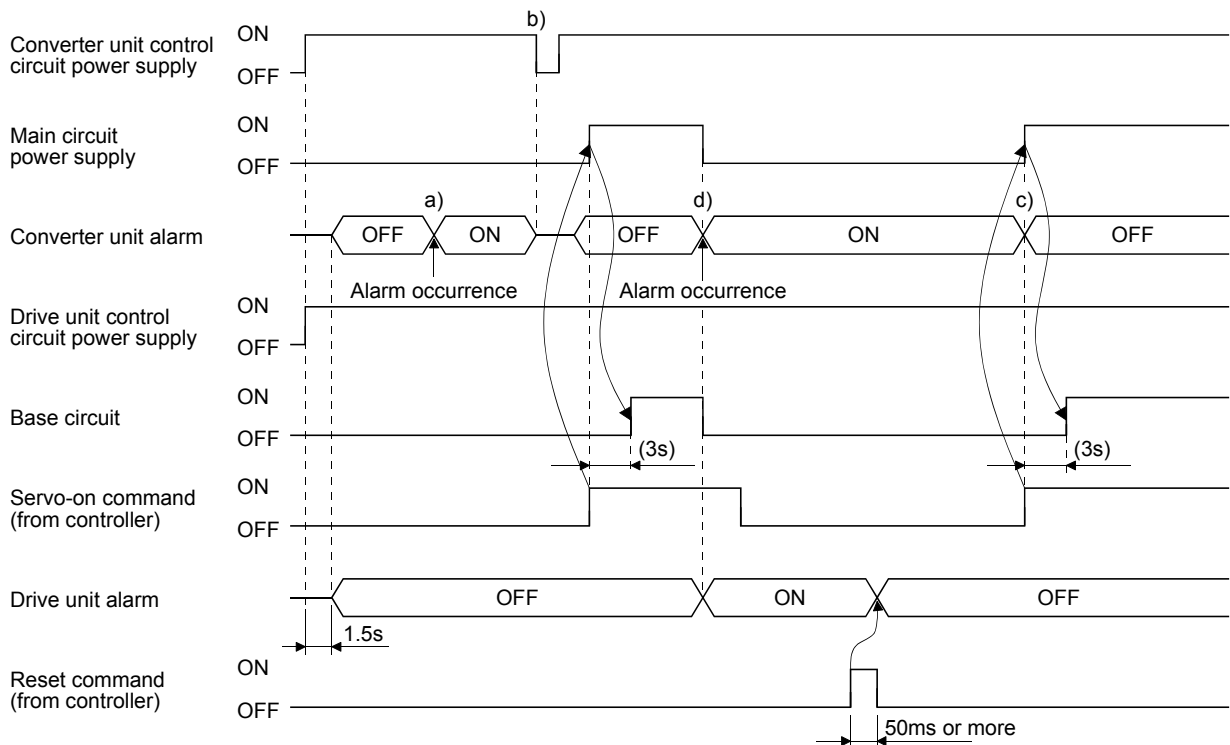 b)
Converter unit control
circuit power supply
ON
OFF
Main circuit
power supply
ON
OFF
a)
d)
c)
Converter unit alarm
OFF
ON
OFF
ON
OFF
Alarm occurrence
Alarm occurrence
Drive unit control
circuit power supply
ON
OFF
Base circuit
ON
OFF
(3s)
(3s)
Servo-on command
(from controller)
ON
OFF
Drive unit alarm
OFF
ON
OFF
1.5s
Reset command
(from controller)
ON
OFF
50ms or more